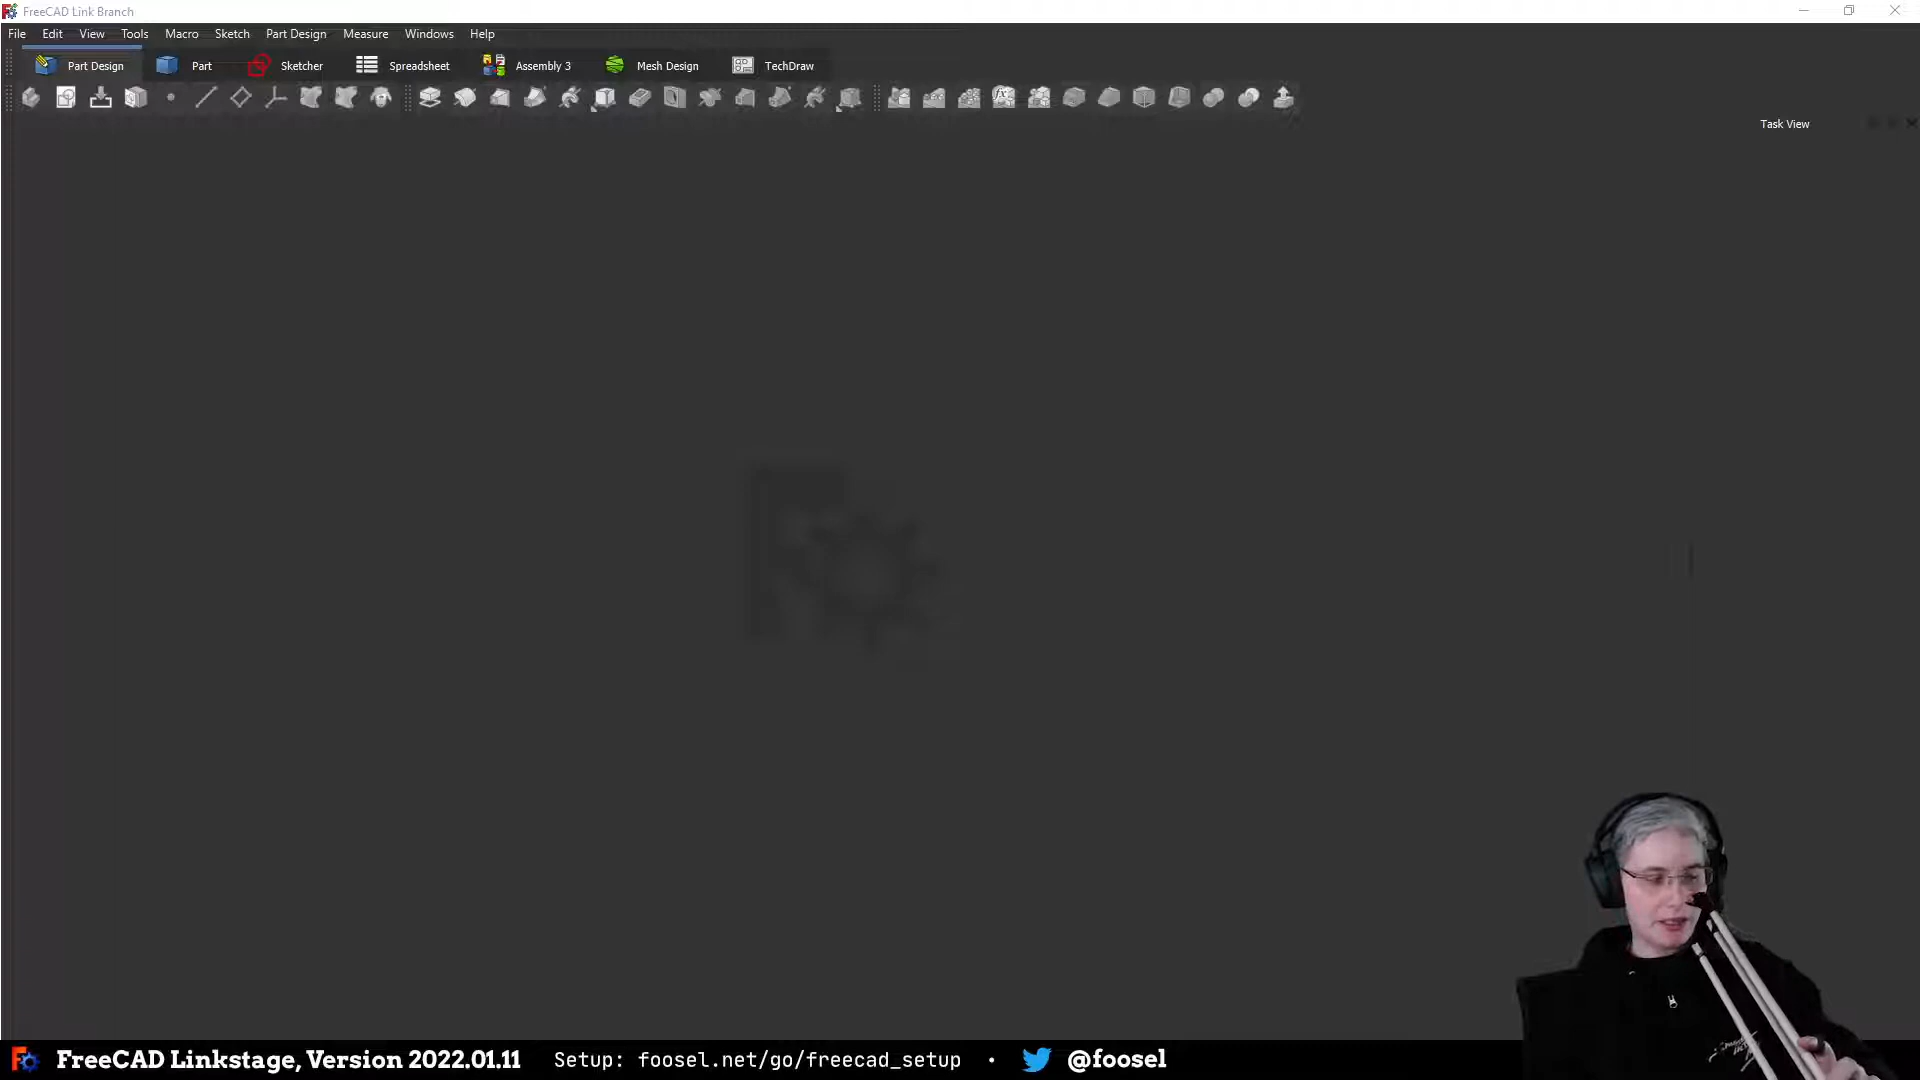 FreeCAD Link Branch
File Edit View Tools Macro Sketch Part Design Measure Windows Help
Part Design Part Sketcher Spreadsheet Assembly 3 Mesh Design TechDraw
Task View
FreeCAD Linkstage, Version 2022.01.11 Setup: foosel.net/go/freecad_setup • @foosel